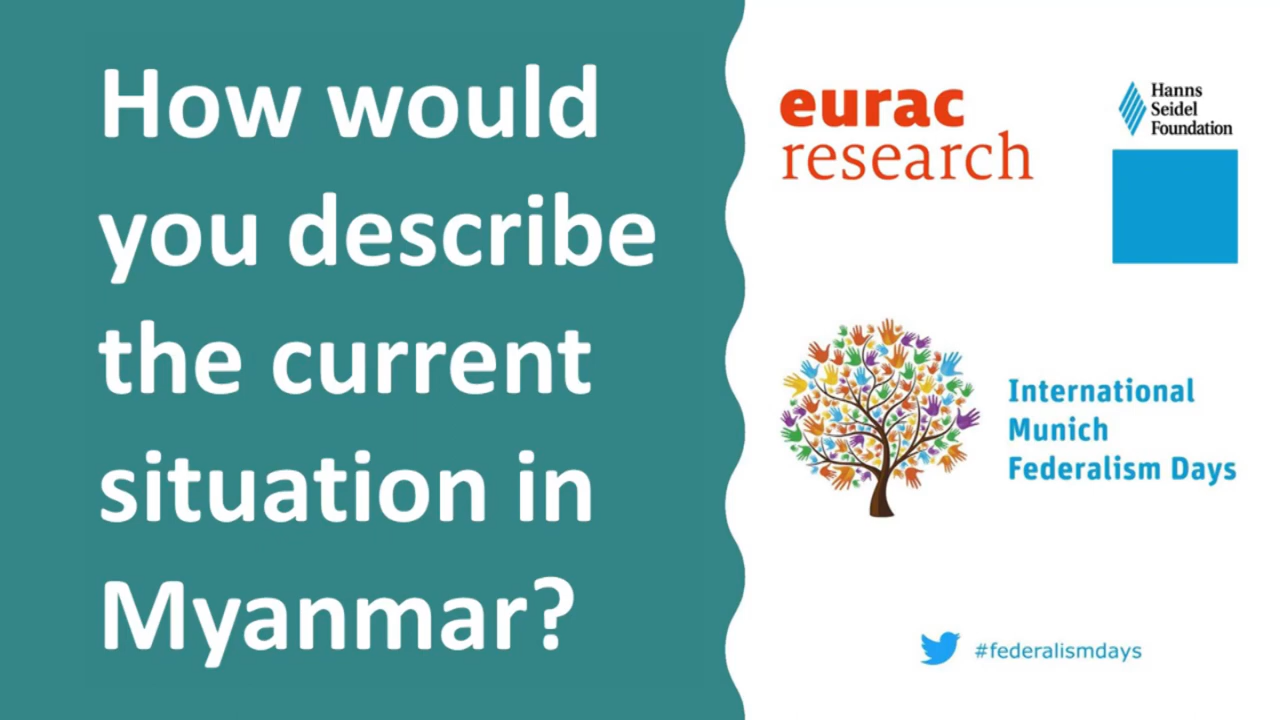 How would
you describe
the current
situation in
Myanmar?
eurac
research
Hanns
Seidel
Foundation
International
Munich
Federalism Days
#federalismdays